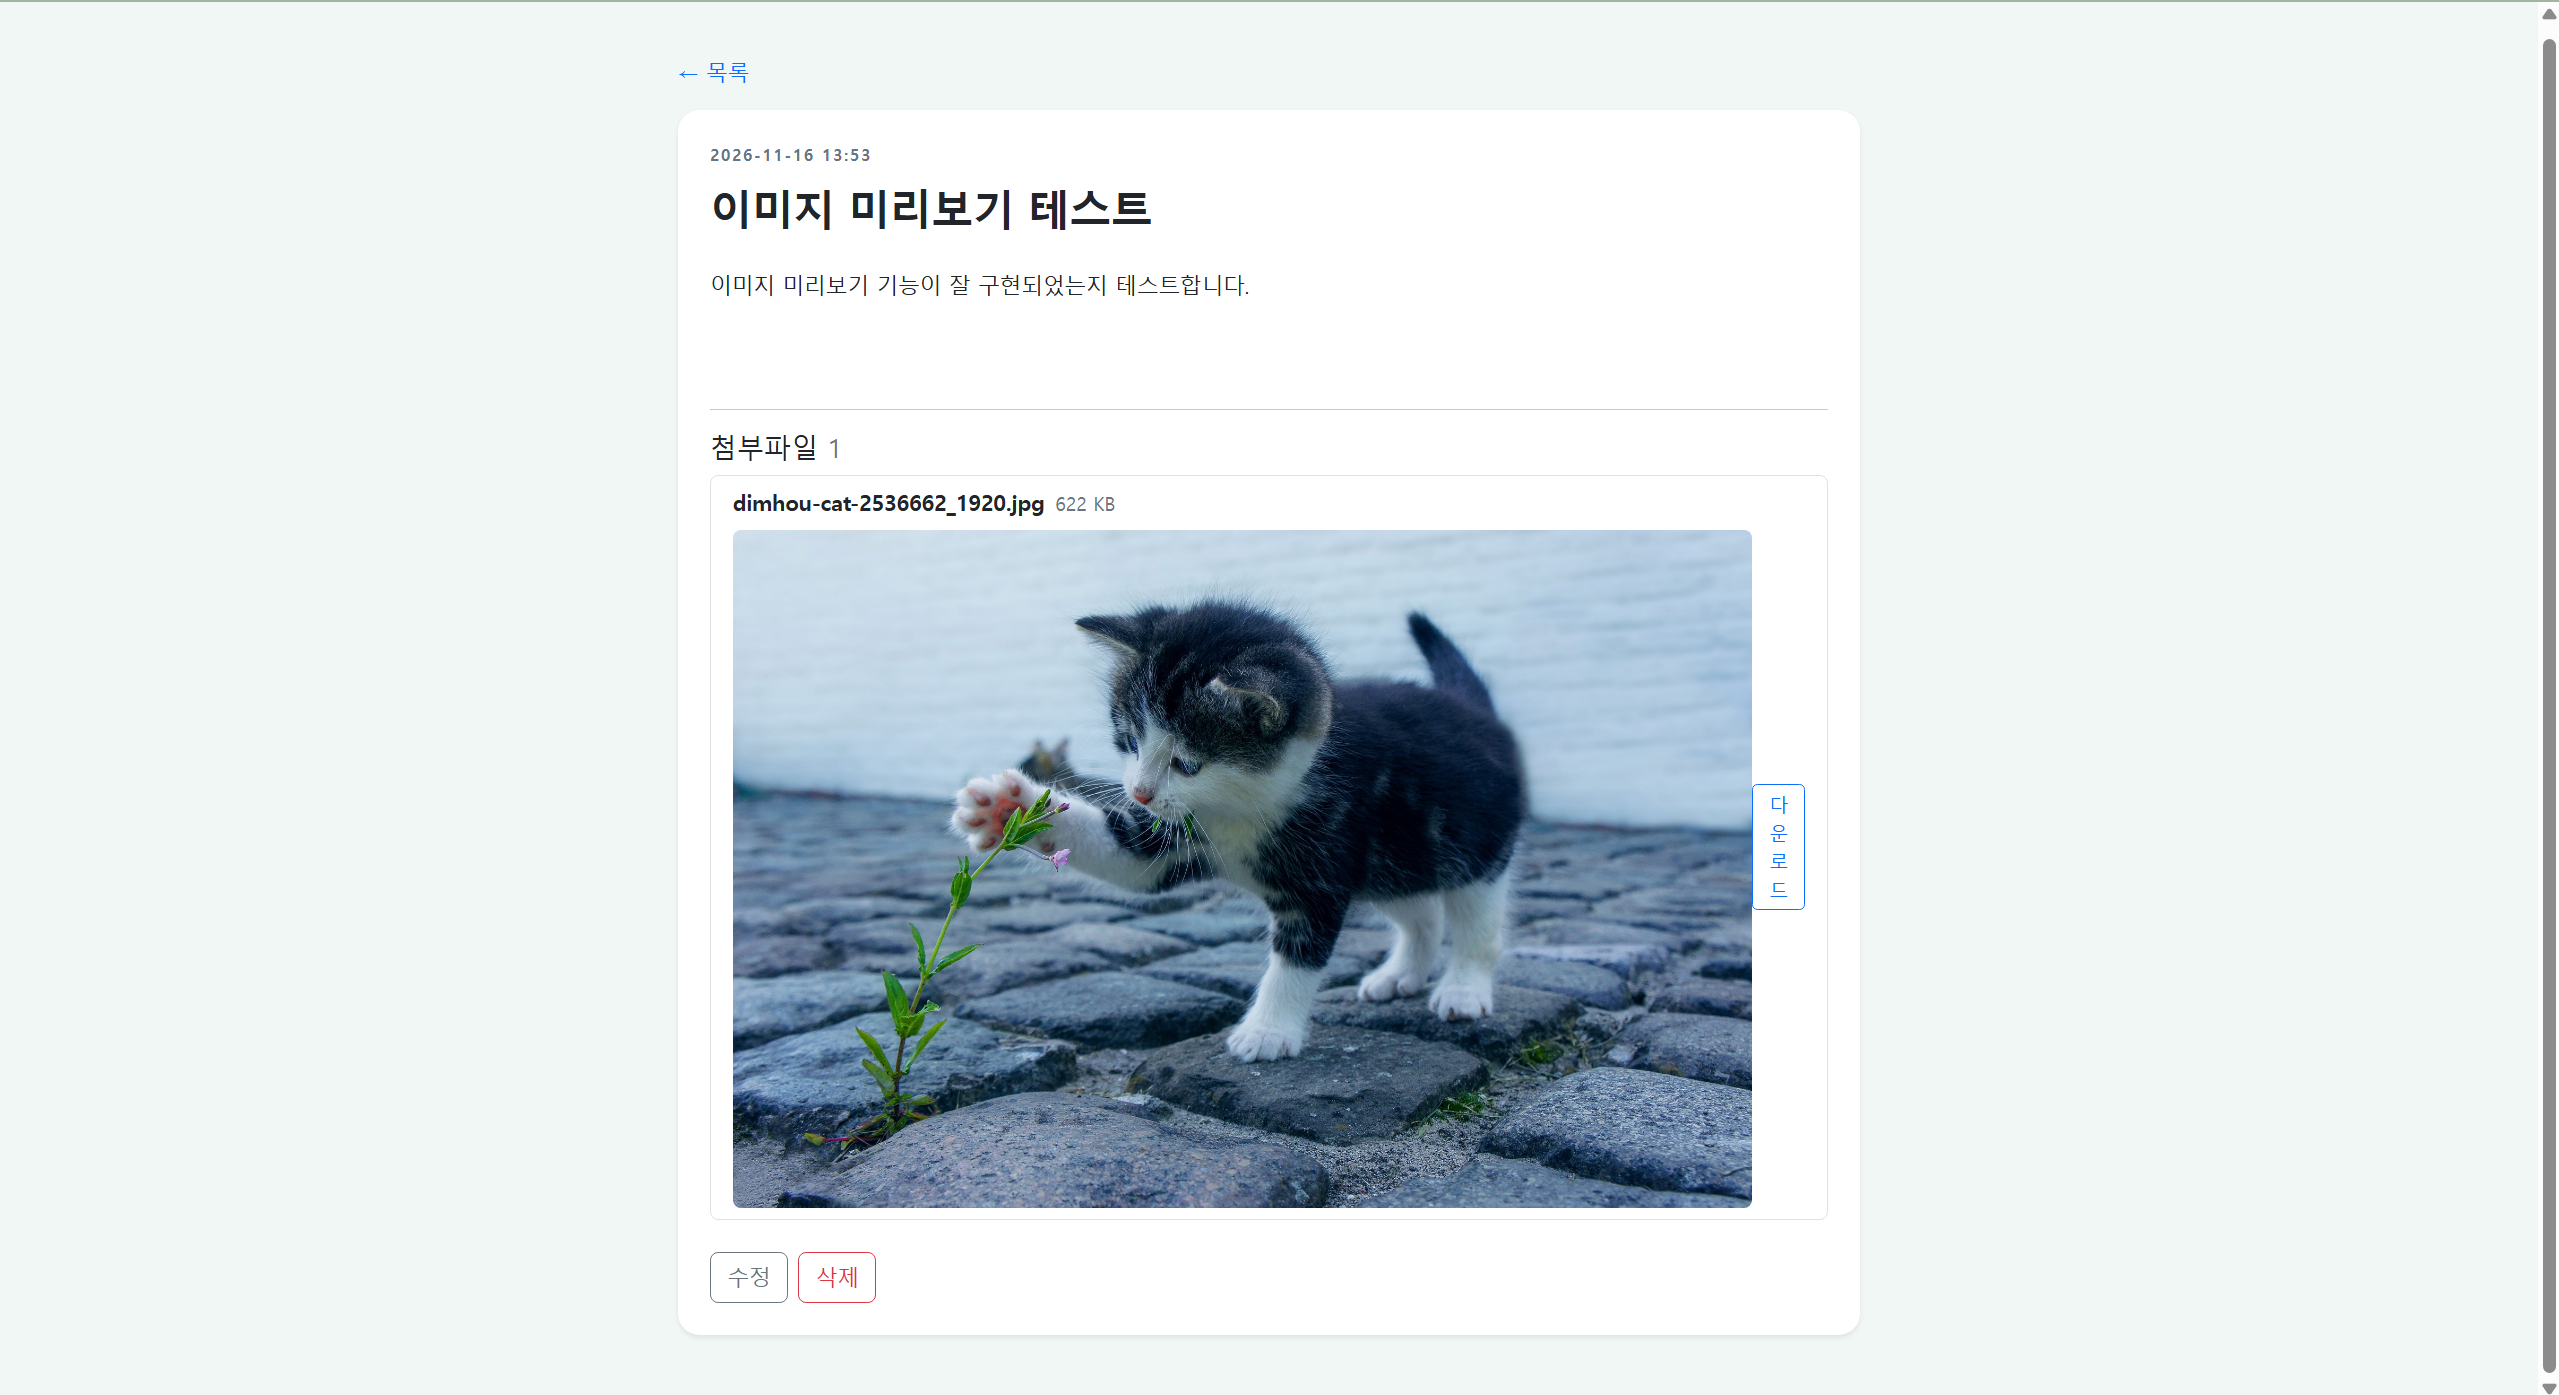 ← 목록
2026-11-16 13:53
이미지 미리보기 테스트
이미지 미리보기 기능이 잘 구현되었는지 테스트합니다.
첨부파일 1
dimhou-cat-2536662_1920.jpg 622 KB
다
운
로
드
수정 삭제